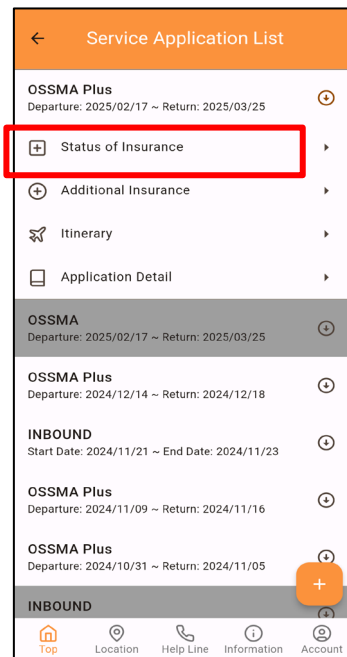 Service Application List
OSSMA Plus
Departure: 2025/02/17 ~ Return: 2025/03/25
Status of Insurance
Additional Insurance
Itinerary
Application Detail
OSSMA
Departure: 2025/02/17 ~ Return: 2025/03/25
OSSMA Plus
Departure: 2024/12/14 ~ Return: 2024/12/18
INBOUND
Start Date: 2024/11/21 ~ End Date: 2024/11/23
OSSMA Plus
Departure: 2024/11/09 ~ Return: 2024/11/16
OSSMA Plus
Departure: 2024/10/31 ~ Return: 2024/11/05
INBOUND
Top Location Help Line Information Account